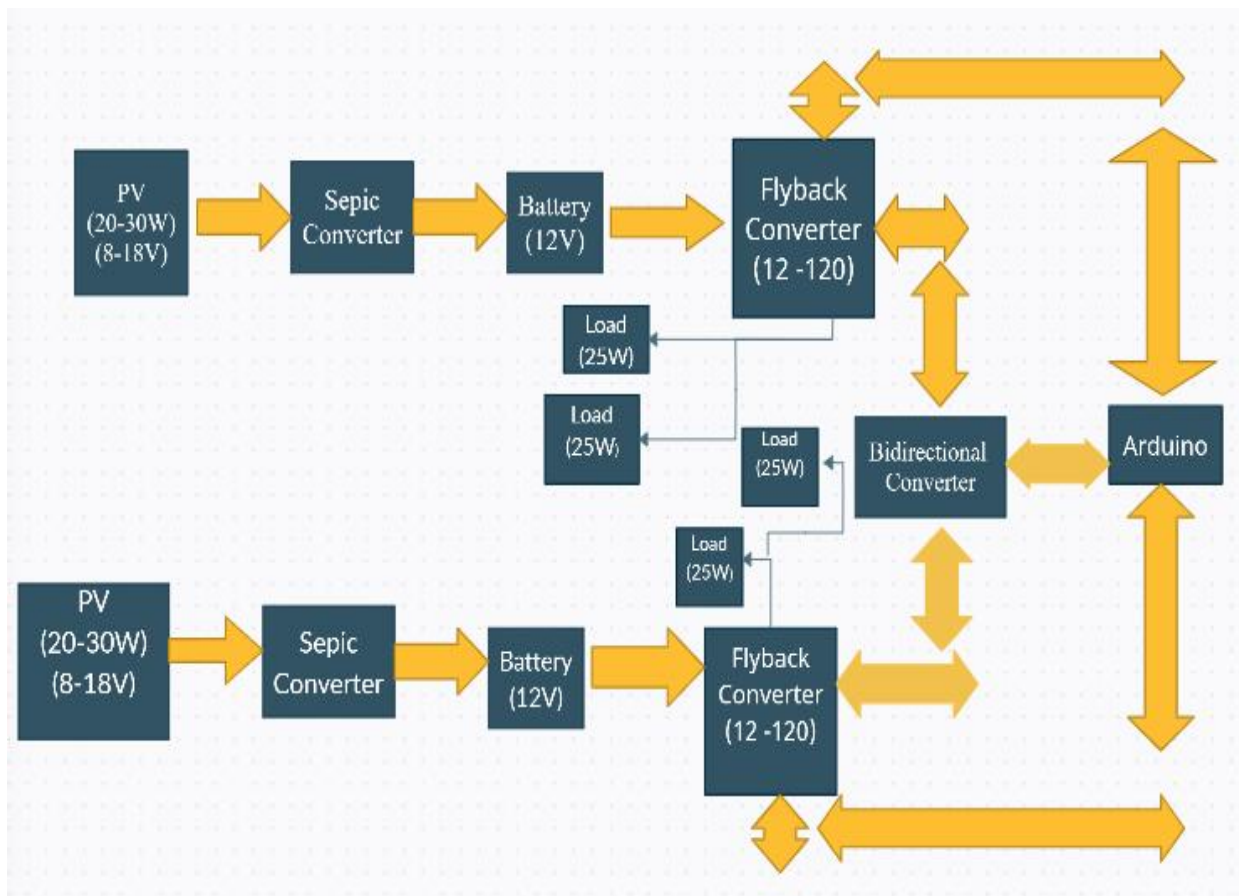 PV
(20-30W)
(8-18V)
Sepic
Converter
Battery
(12V)
Flyback
Converter
(12 -120)
Load
(25W)
Load
(25W)
Load
(25W)
Bidirectional
Converter
Arduino
Load
(25W)
PV
(20-30W)
(8-18V)
Sepic
Converter
Battery
(12V)
Flyback
Converter
(12 -120)